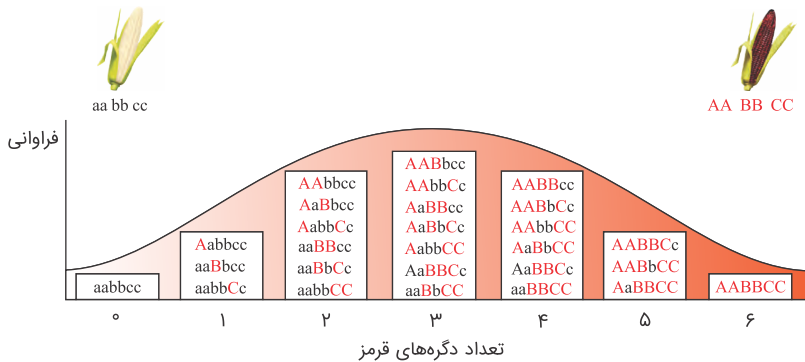 aa bb cc
AA BB CC
فراوانی
aabbcc
Aabbcc
aaBbcc
aabbCc
AAbbcc
AaBbcc
AabbCc
aaBBcc
aaBbCc
aabbCC
AABbcc
AAbbCc
AaBBcc
AaBbCc
AabbCC
AaBBCc
aaBbCC
AABBcc
AABbCc
AAbbCC
AaBbCC
AaBBCc
aaBBCC
AABBCc
AABbCC
AaBBCC
AABBCC
۰ ۱ ۲ ۳ ۴ ۵ ۶
تعداد دگره‌های قرمز